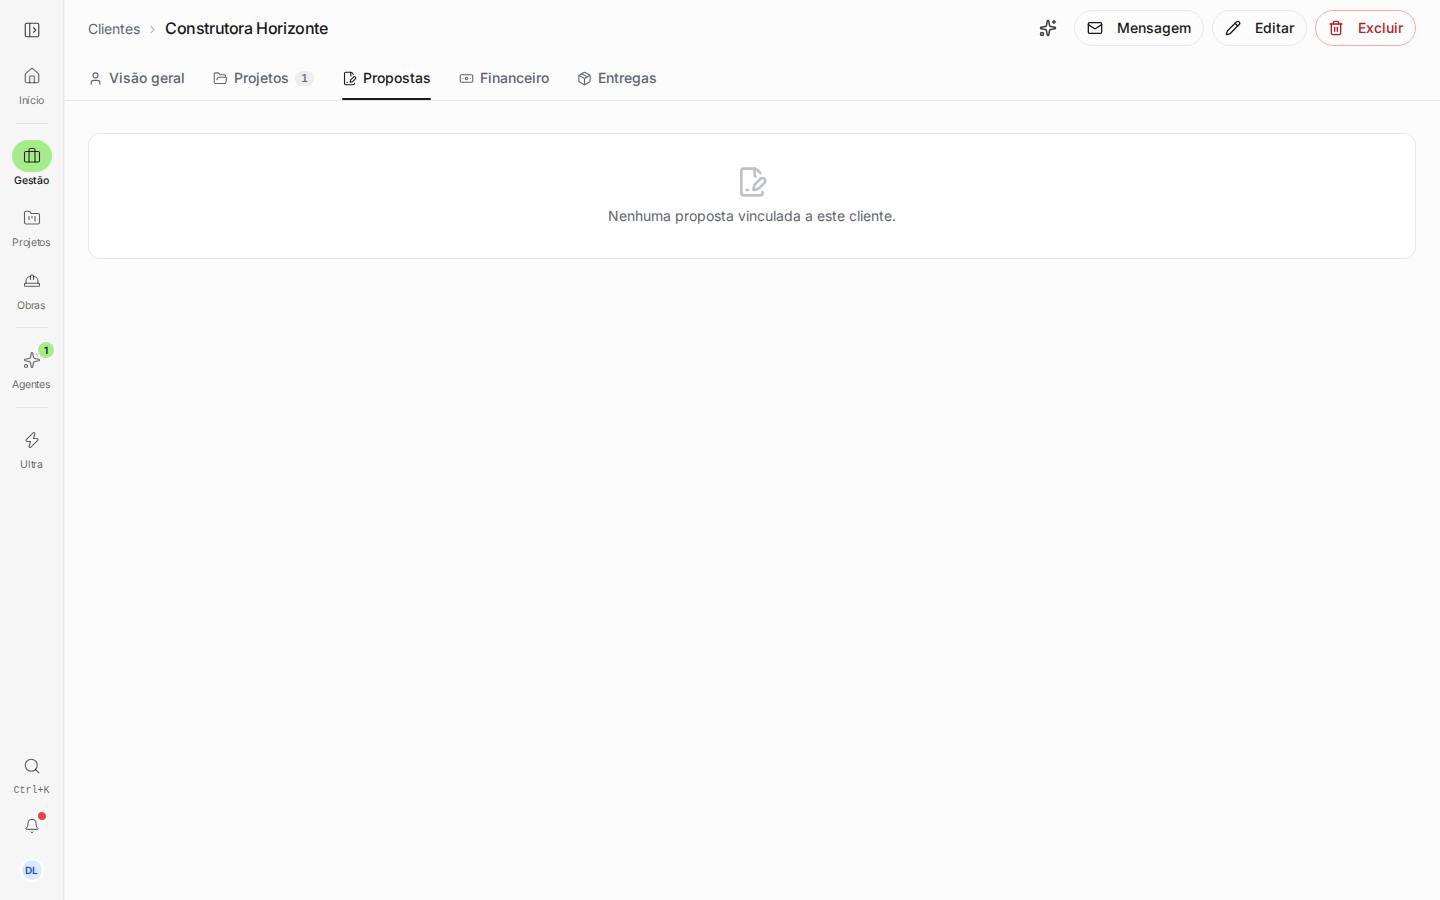 Clientes
Construtora Horizonte
Mensagem
Editar
Excluir
Visão geral
Projetos 1
Propostas
Financeiro
Entregas
Nenhuma proposta vinculada a este cliente.
Início
Gestão
Projetos
Obras
1
Agentes
Ultra
Ctrl+K
DL